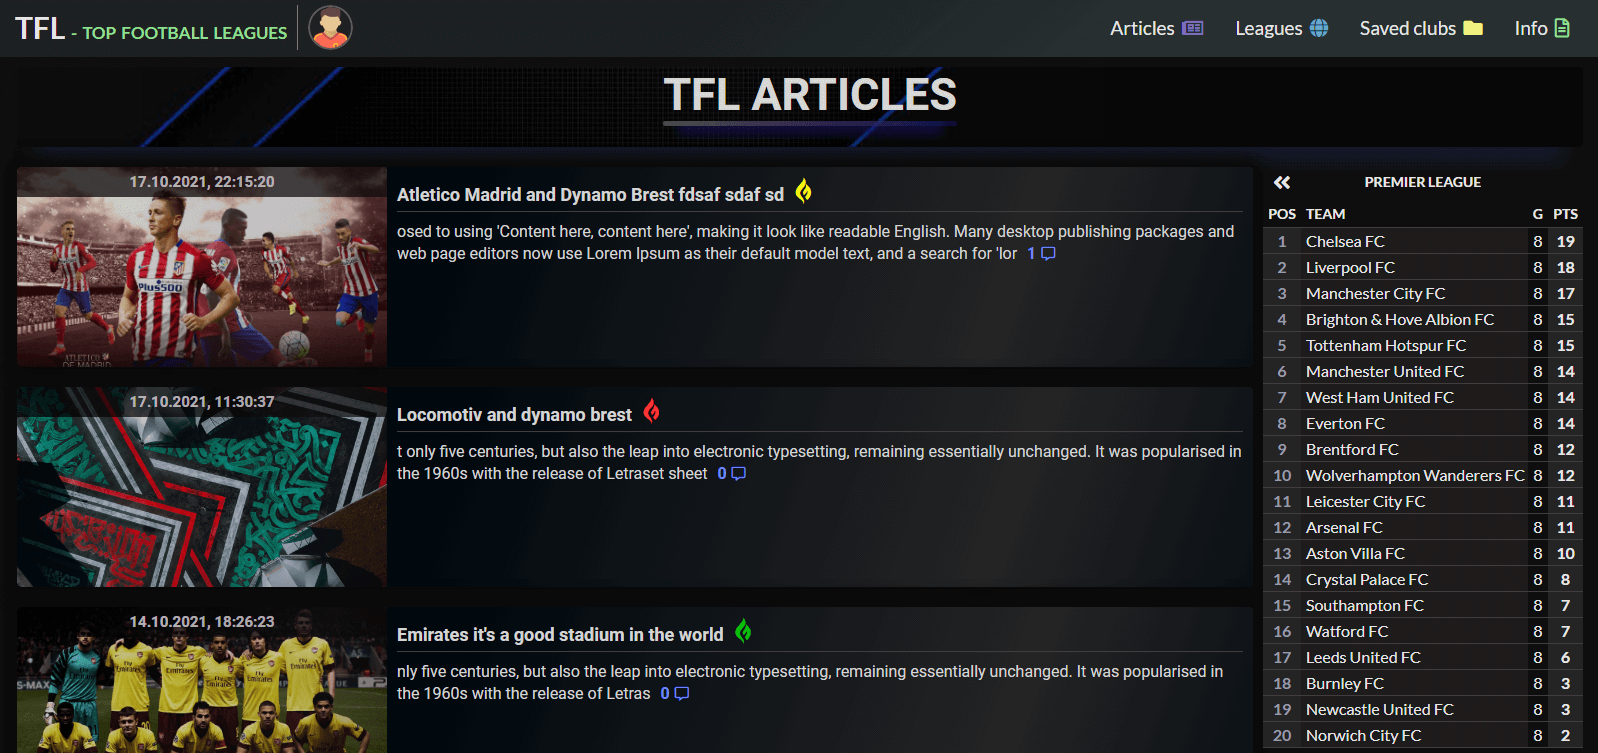 TFL - TOP FOOTBALL LEAGUES
Articles
Leagues
Saved clubs
Info
TFL ARTICLES
17.10.2021, 22:15:20
Plus500
ATLETICO
DE MADRID
Atletico Madrid and Dynamo Brest fdsaf sdaf sd
osed to using 'Content here, content here', making it look like readable English. Many desktop publishing packages and
web page editors now use Lorem Ipsum as their default model text, and a search for 'lor 1
17.10.2021, 11:30:37
Locomotiv and dynamo brest
t only five centuries, but also the leap into electronic typesetting, remaining essentially unchanged. It was popularised in
the 1960s with the release of Letraset sheet 0
14.10.2021, 18:26:23
Emirates it's a good stadium in the world
nly five centuries, but also the leap into electronic typesetting, remaining essentially unchanged. It was popularised in
the 1960s with the release of Letras 0
PREMIER LEAGUE
POS TEAM G PTS
1 Chelsea FC 8 19
2 Liverpool FC 8 18
3 Manchester City FC 8 17
4 Brighton & Hove Albion FC 8 15
5 Tottenham Hotspur FC 8 15
6 Manchester United FC 8 14
7 West Ham United FC 8 14
8 Everton FC 8 14
9 Brentford FC 8 12
10 Wolverhampton Wanderers FC 8 12
11 Leicester City FC 8 11
12 Arsenal FC 8 11
13 Aston Villa FC 8 10
14 Crystal Palace FC 8 8
15 Southampton FC 8 7
16 Watford FC 8 7
17 Leeds United FC 8 6
18 Burnley FC 8 3
19 Newcastle United FC 8 3
20 Norwich City FC 8 2